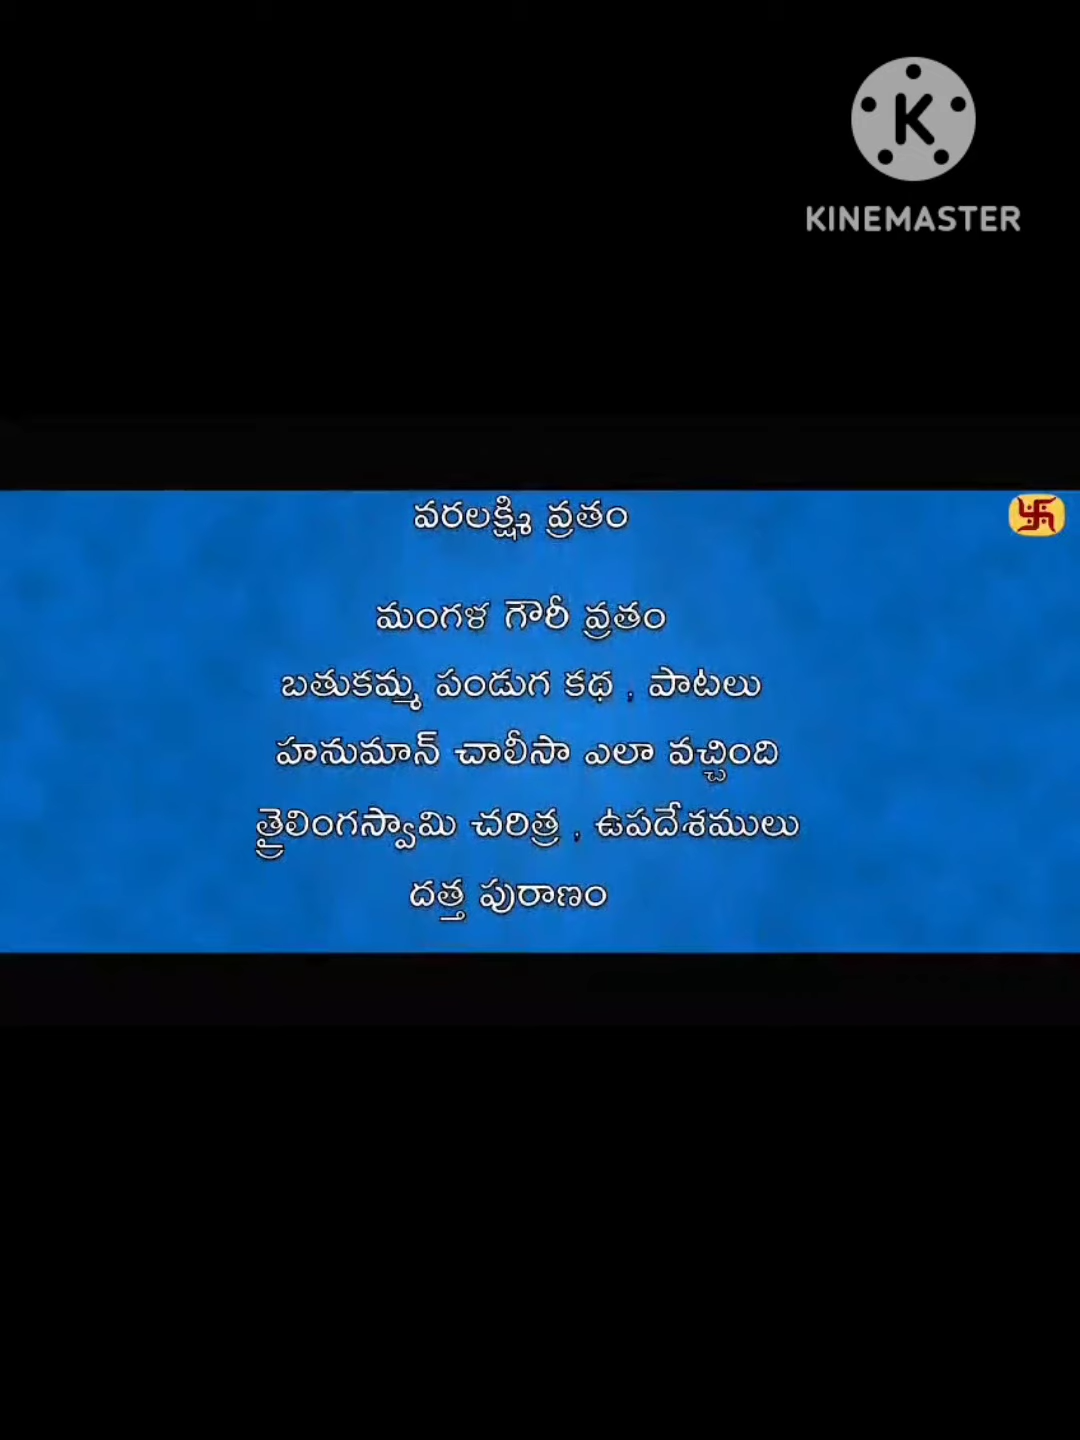 KINEMASTER
వరలక్ష్మి వ్రతం
మంగళ గౌరీ వ్రతం
బతుకమ్మ పండుగ కథ , పాటలు
హనుమాన్ చాలీసా ఎలా వచ్చింది
త్రైలింగస్వామి చరిత్ర , ఉపదేశములు
దత్త పురాణం